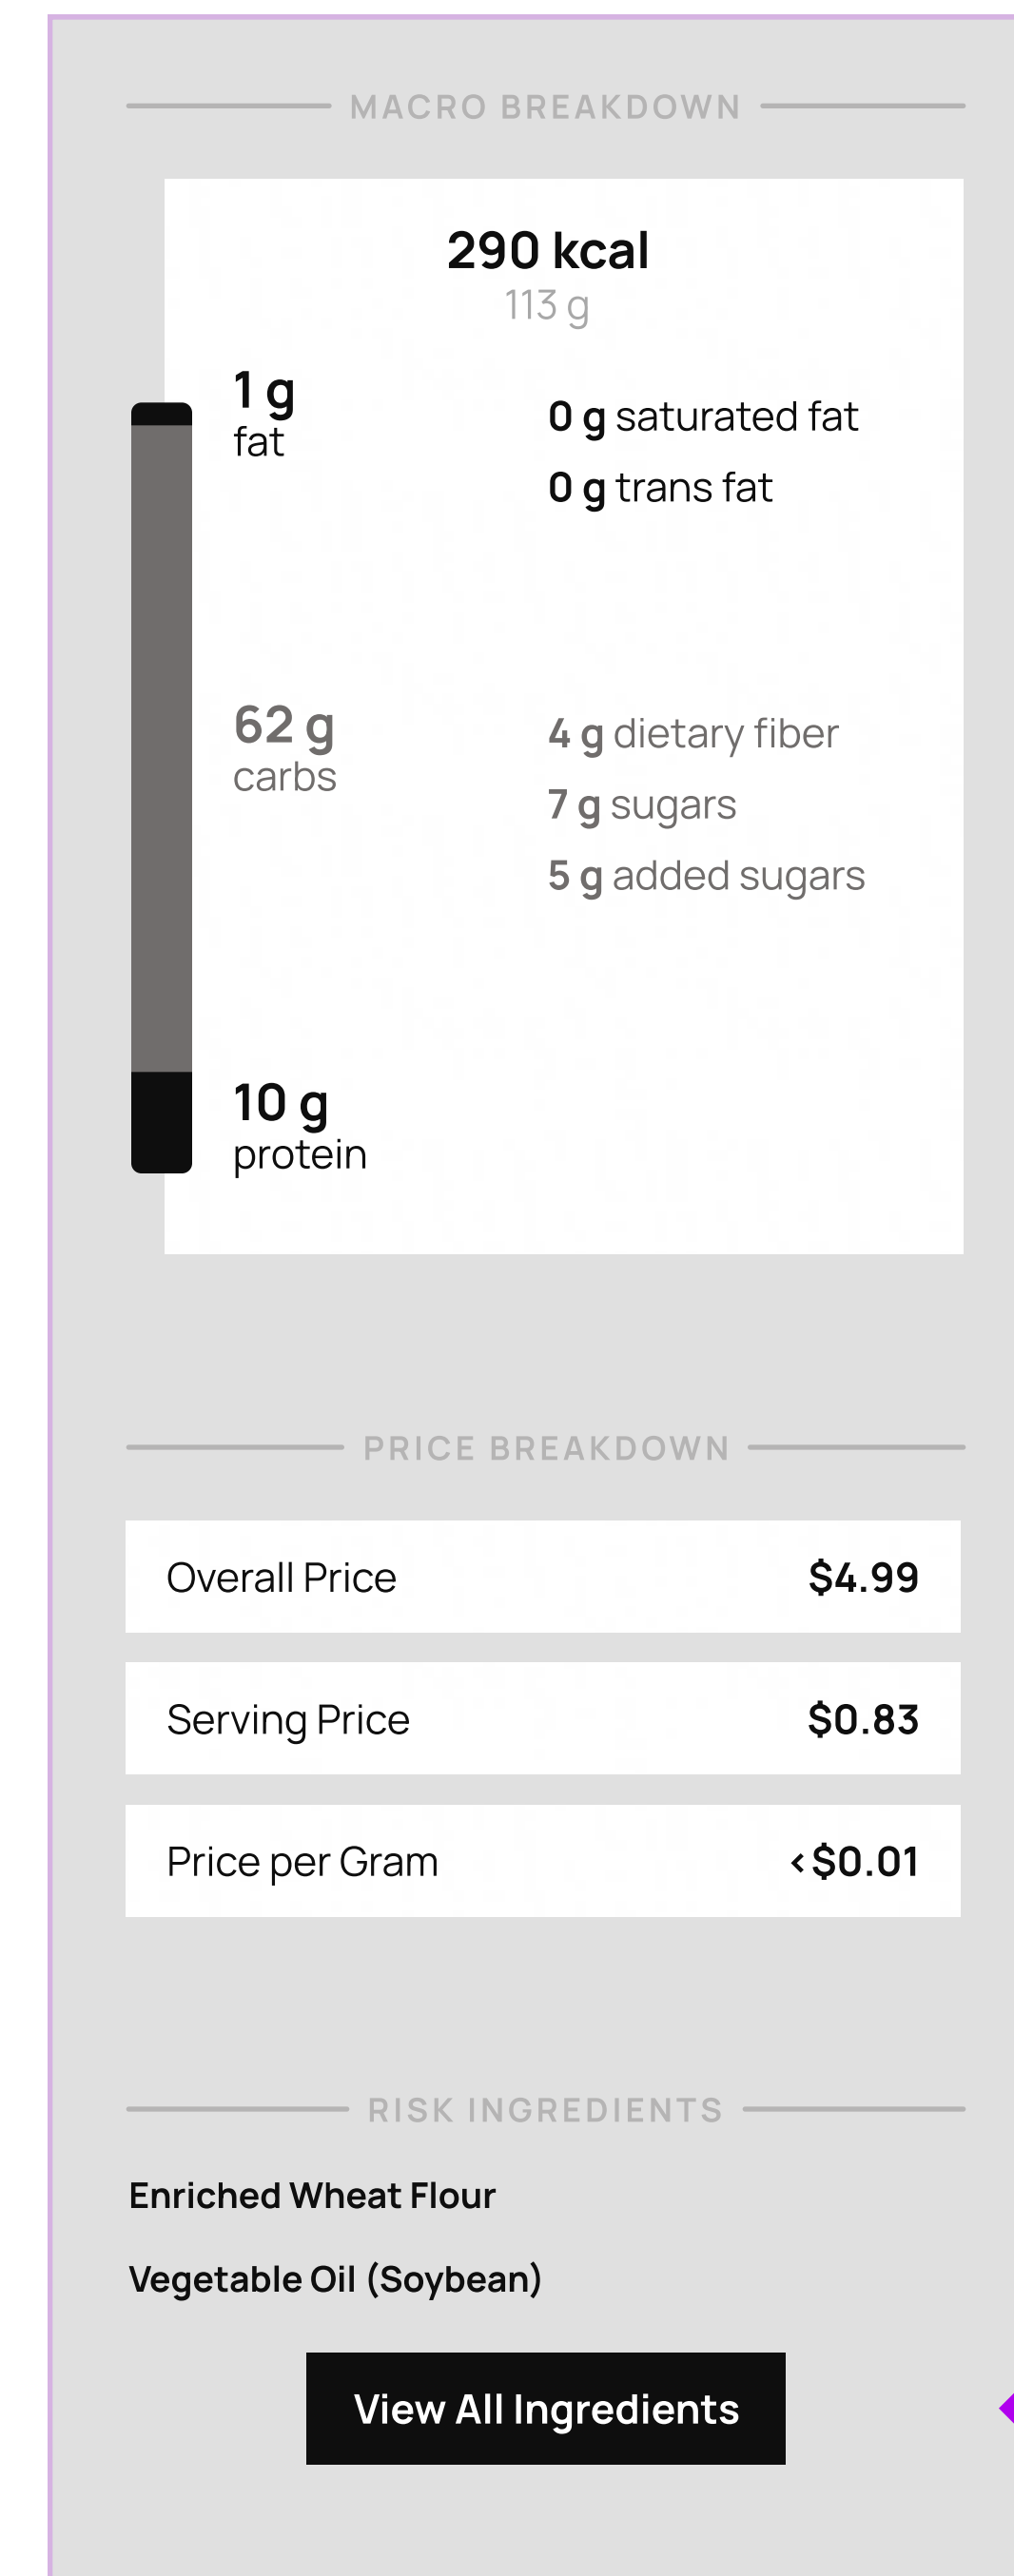 MACRO BREAKDOWN
290 kcal
113 g
1 g
fat
0 g saturated fat
0 g trans fat
62 g
carbs
4 g dietary fiber
7 g sugars
5 g added sugars
10 g
protein
PRICE BREAKDOWN
Overall Price $4.99
Serving Price $0.83
Price per Gram <$0.01
RISK INGREDIENTS
Enriched Wheat Flour
Vegetable Oil (Soybean)
View All Ingredients